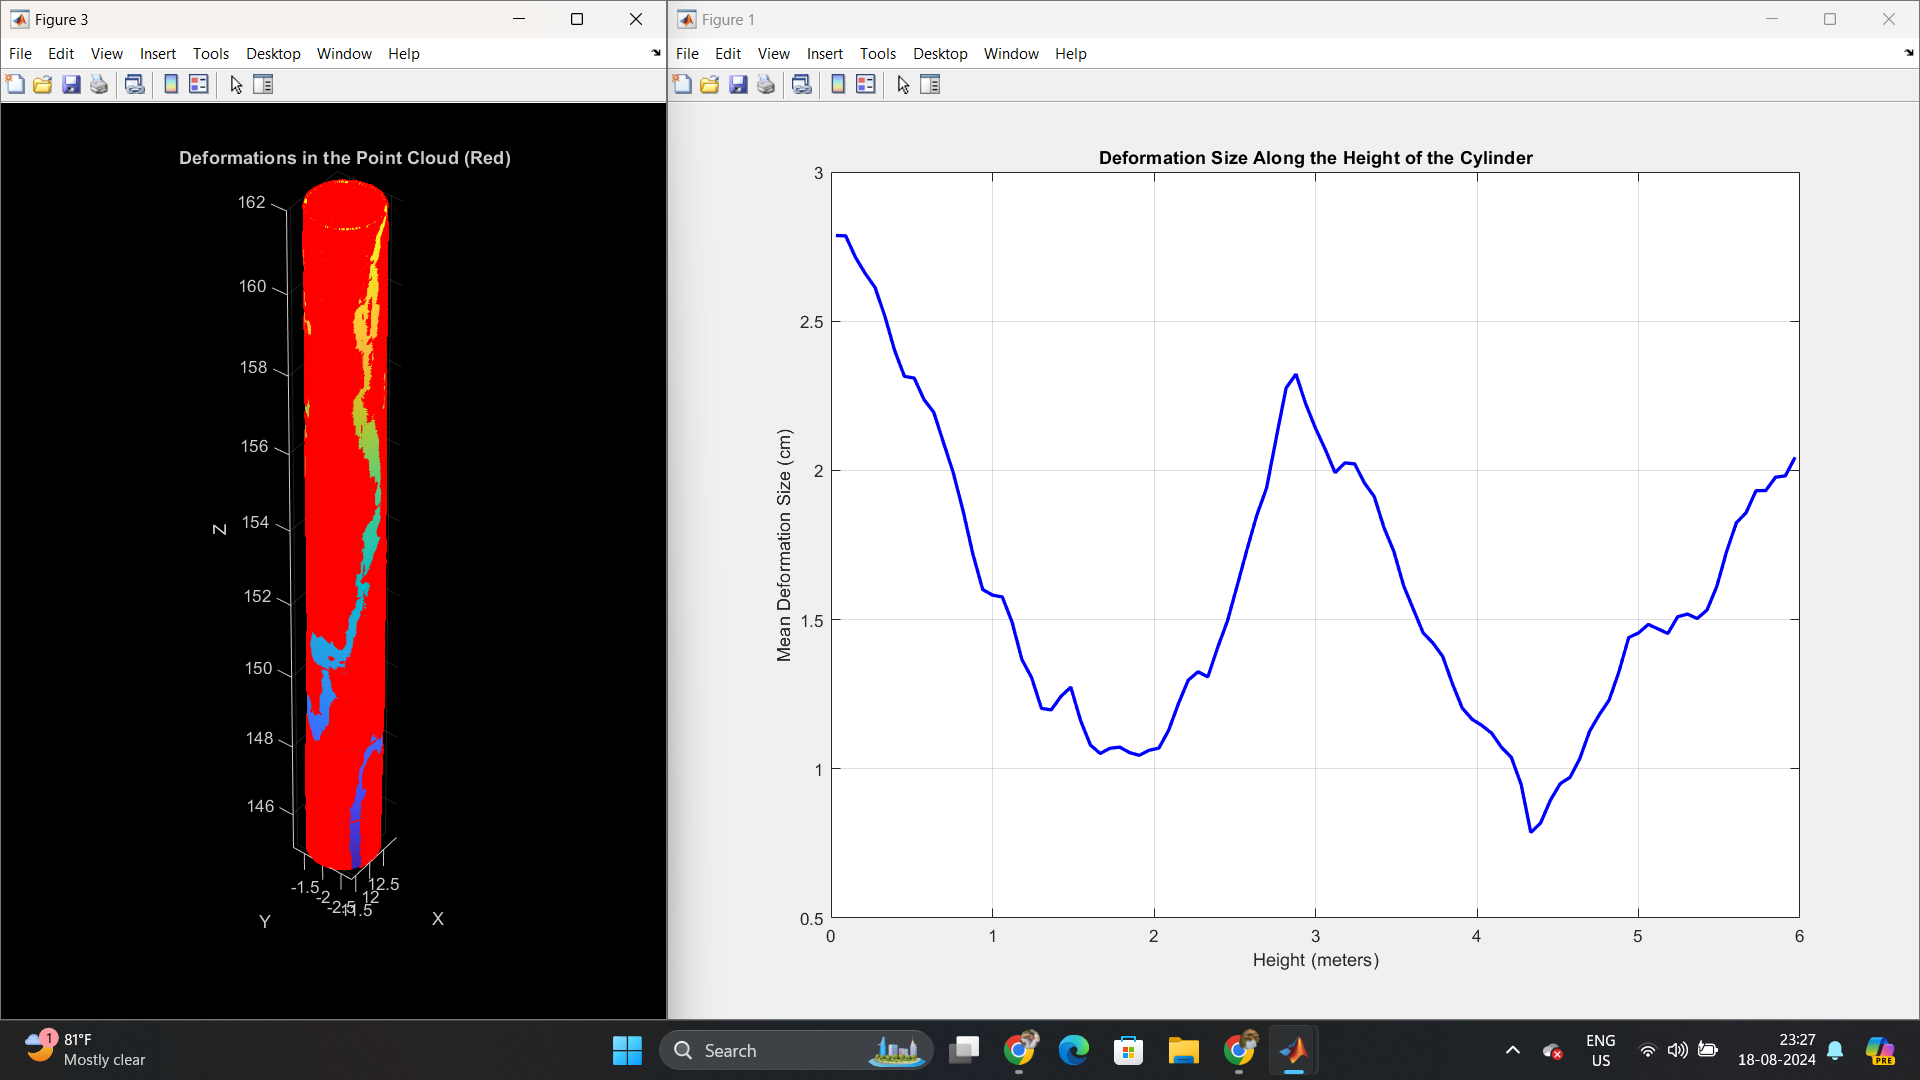 Figure 3
File Edit View Insert Tools Desktop Window Help
Deformations in the Point Cloud (Red)
162
160
158
156
154
152
150
148
146
Z
-1.5
-2
-2.5
11.5
12
12.5
Y
X
Figure 1
File Edit View Insert Tools Desktop Window Help
Deformation Size Along the Height of the Cylinder
3
2.5
2
1.5
1
0.5
Mean Deformation Size (cm)
0 1 2 3 4 5 6
Height (meters)
1
81°F
Mostly clear
Search
ENG
US
23:27
18-08-2024
PRE